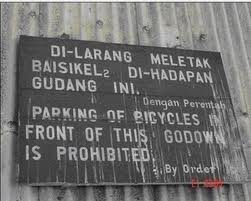 DI-LARANG MELETAK
BAISIKEL2 DI-HADAPAN
GUDANG INI.
Dengan Perentah
PARKING OF BICYCLES IN
FRONT OF THIS GODOWN
IS PROHIBITED.
By Order